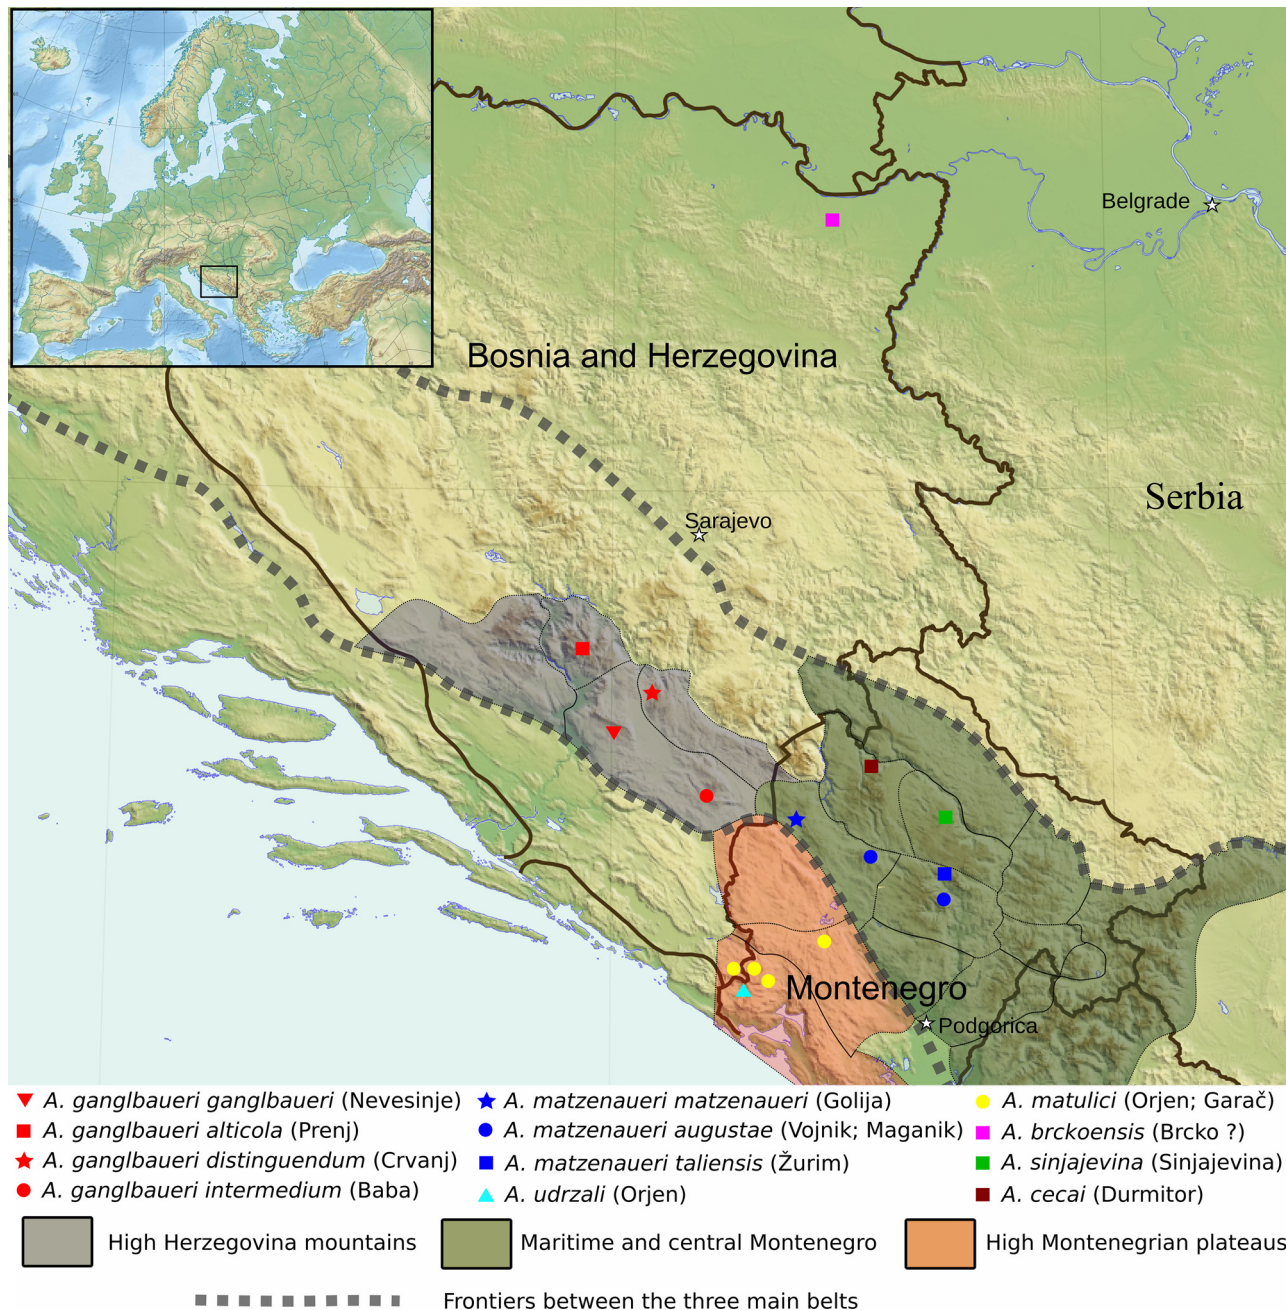 Belgrade
Bosnia and Herzegovina
Serbia
Sarajevo
Montenegro
Podgorica
A. ganglbaueri ganglbaueri (Nevesinje)
A. ganglbaueri alticola (Prenj)
A. ganglbaueri distinguendum (Crvanj)
A. ganglbaueri intermedium (Baba)
A. matzenaueri matzenaueri (Golija)
A. matzenaueri augustae (Vojnik; Maganik)
A. matzenaueri taliensis (Žurim)
A. udrzali (Orjen)
A. matulici (Orjen; Garač)
A. brckoensis (Brcko ?)
A. sinjajevina (Sinjajevina)
A. cecai (Durmitor)
High Herzegovina mountains
Maritime and central Montenegro
High Montenegrian plateaus
Frontiers between the three main belts